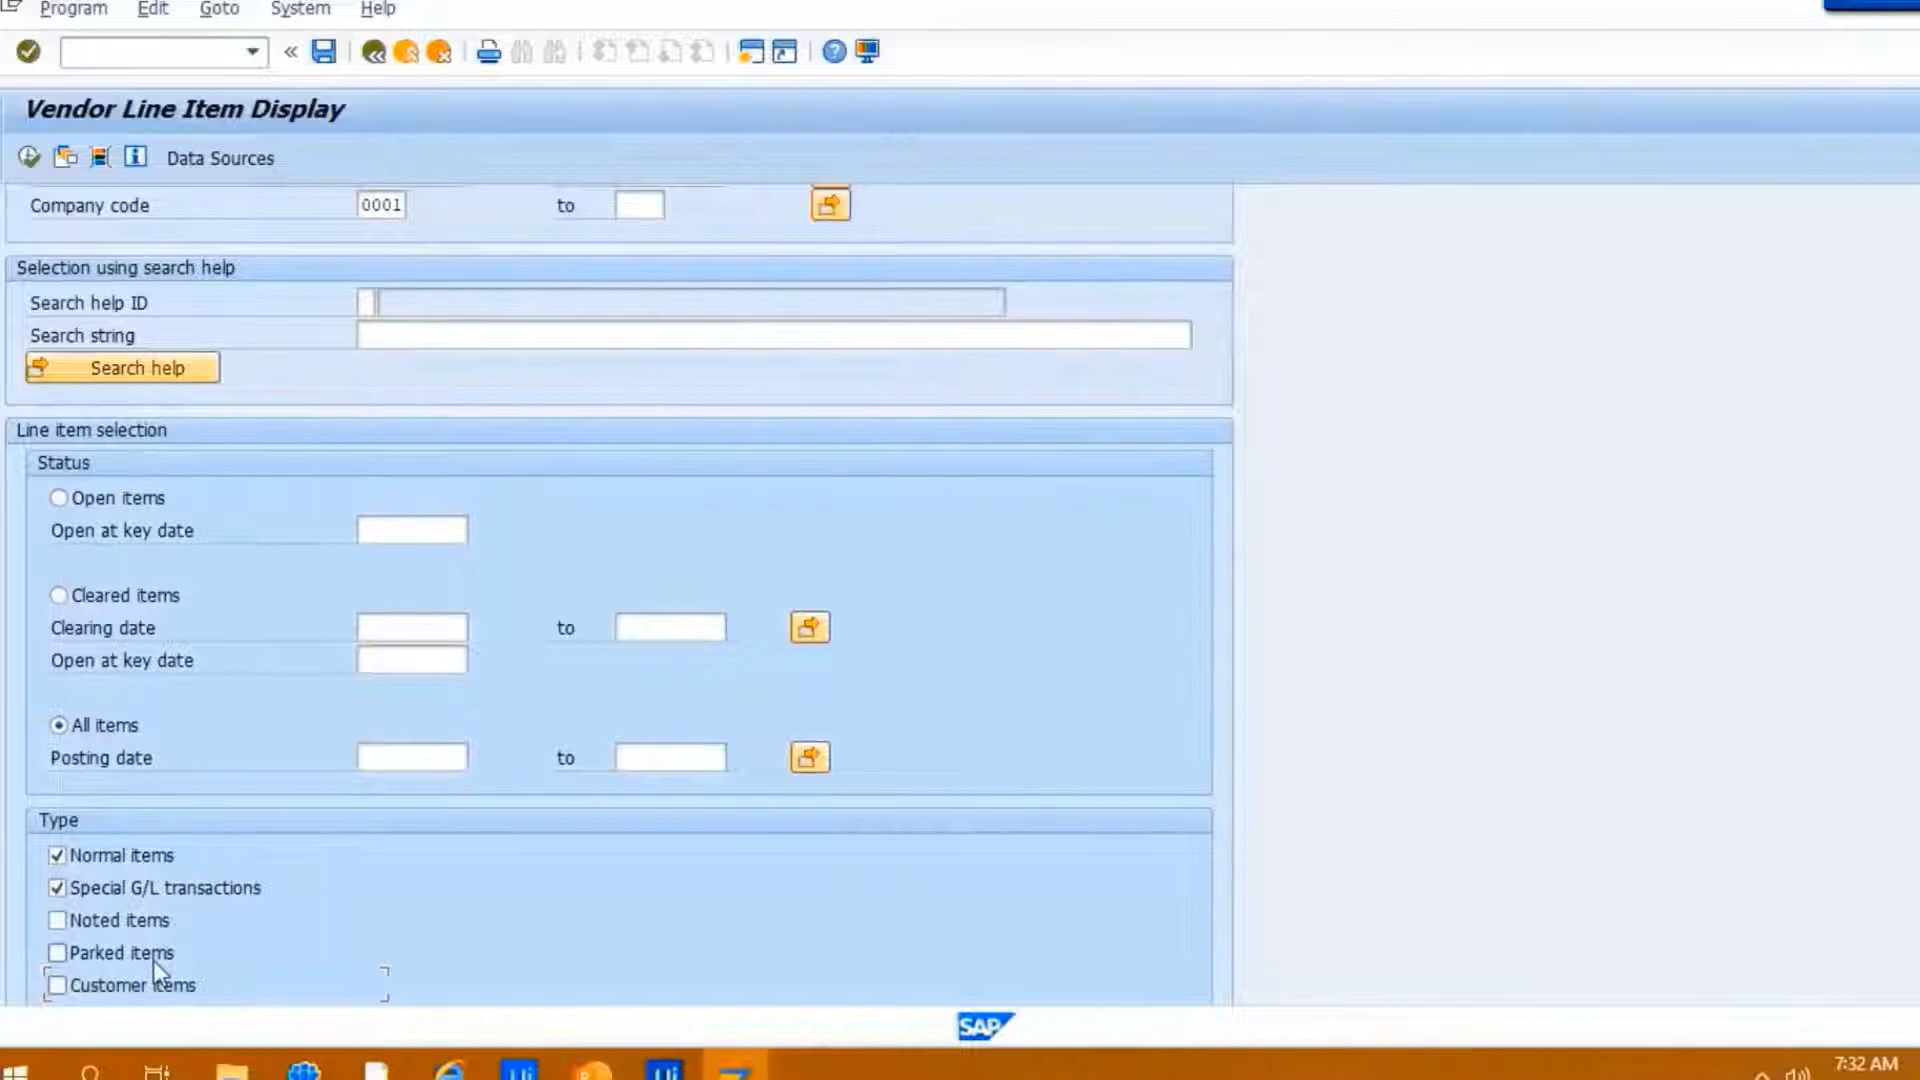 Program Edit Goto System Help
Vendor Line Item Display
Data Sources
Company code 0001 to
Selection using search help
Search help ID
Search string
Search help
Line item selection
Status
Open items
Open at key date
Cleared items
Clearing date to
Open at key date
All items
Posting date to
Type
Normal items
Special G/L transactions
Noted items
Parked items
Customer items
SAP
7:32 AM